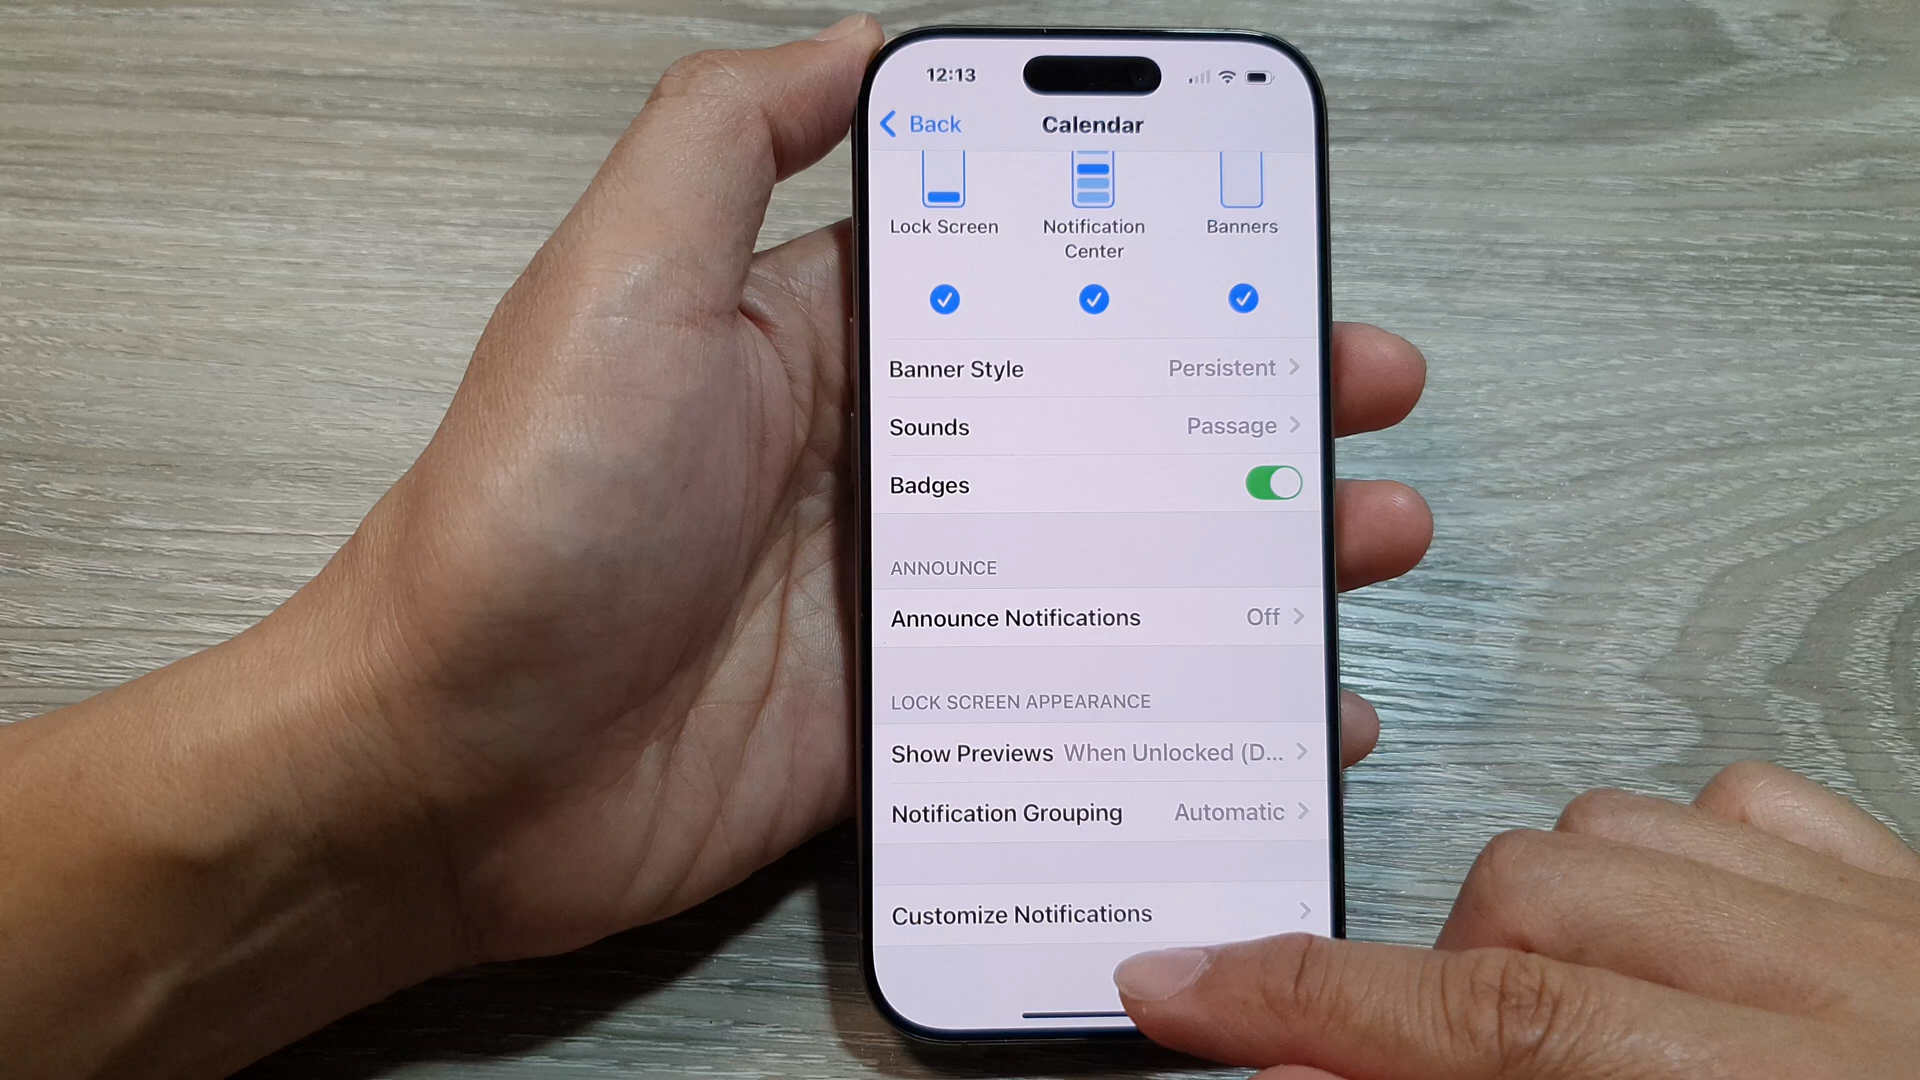 12:13
Back
Calendar
Lock Screen
Notification
Center
Banners
Banner Style Persistent
Sounds Passage
Badges
ANNOUNCE
Announce Notifications Off
LOCK SCREEN APPEARANCE
Show Previews When Unlocked (D...
Notification Grouping Automatic
Customize Notifications